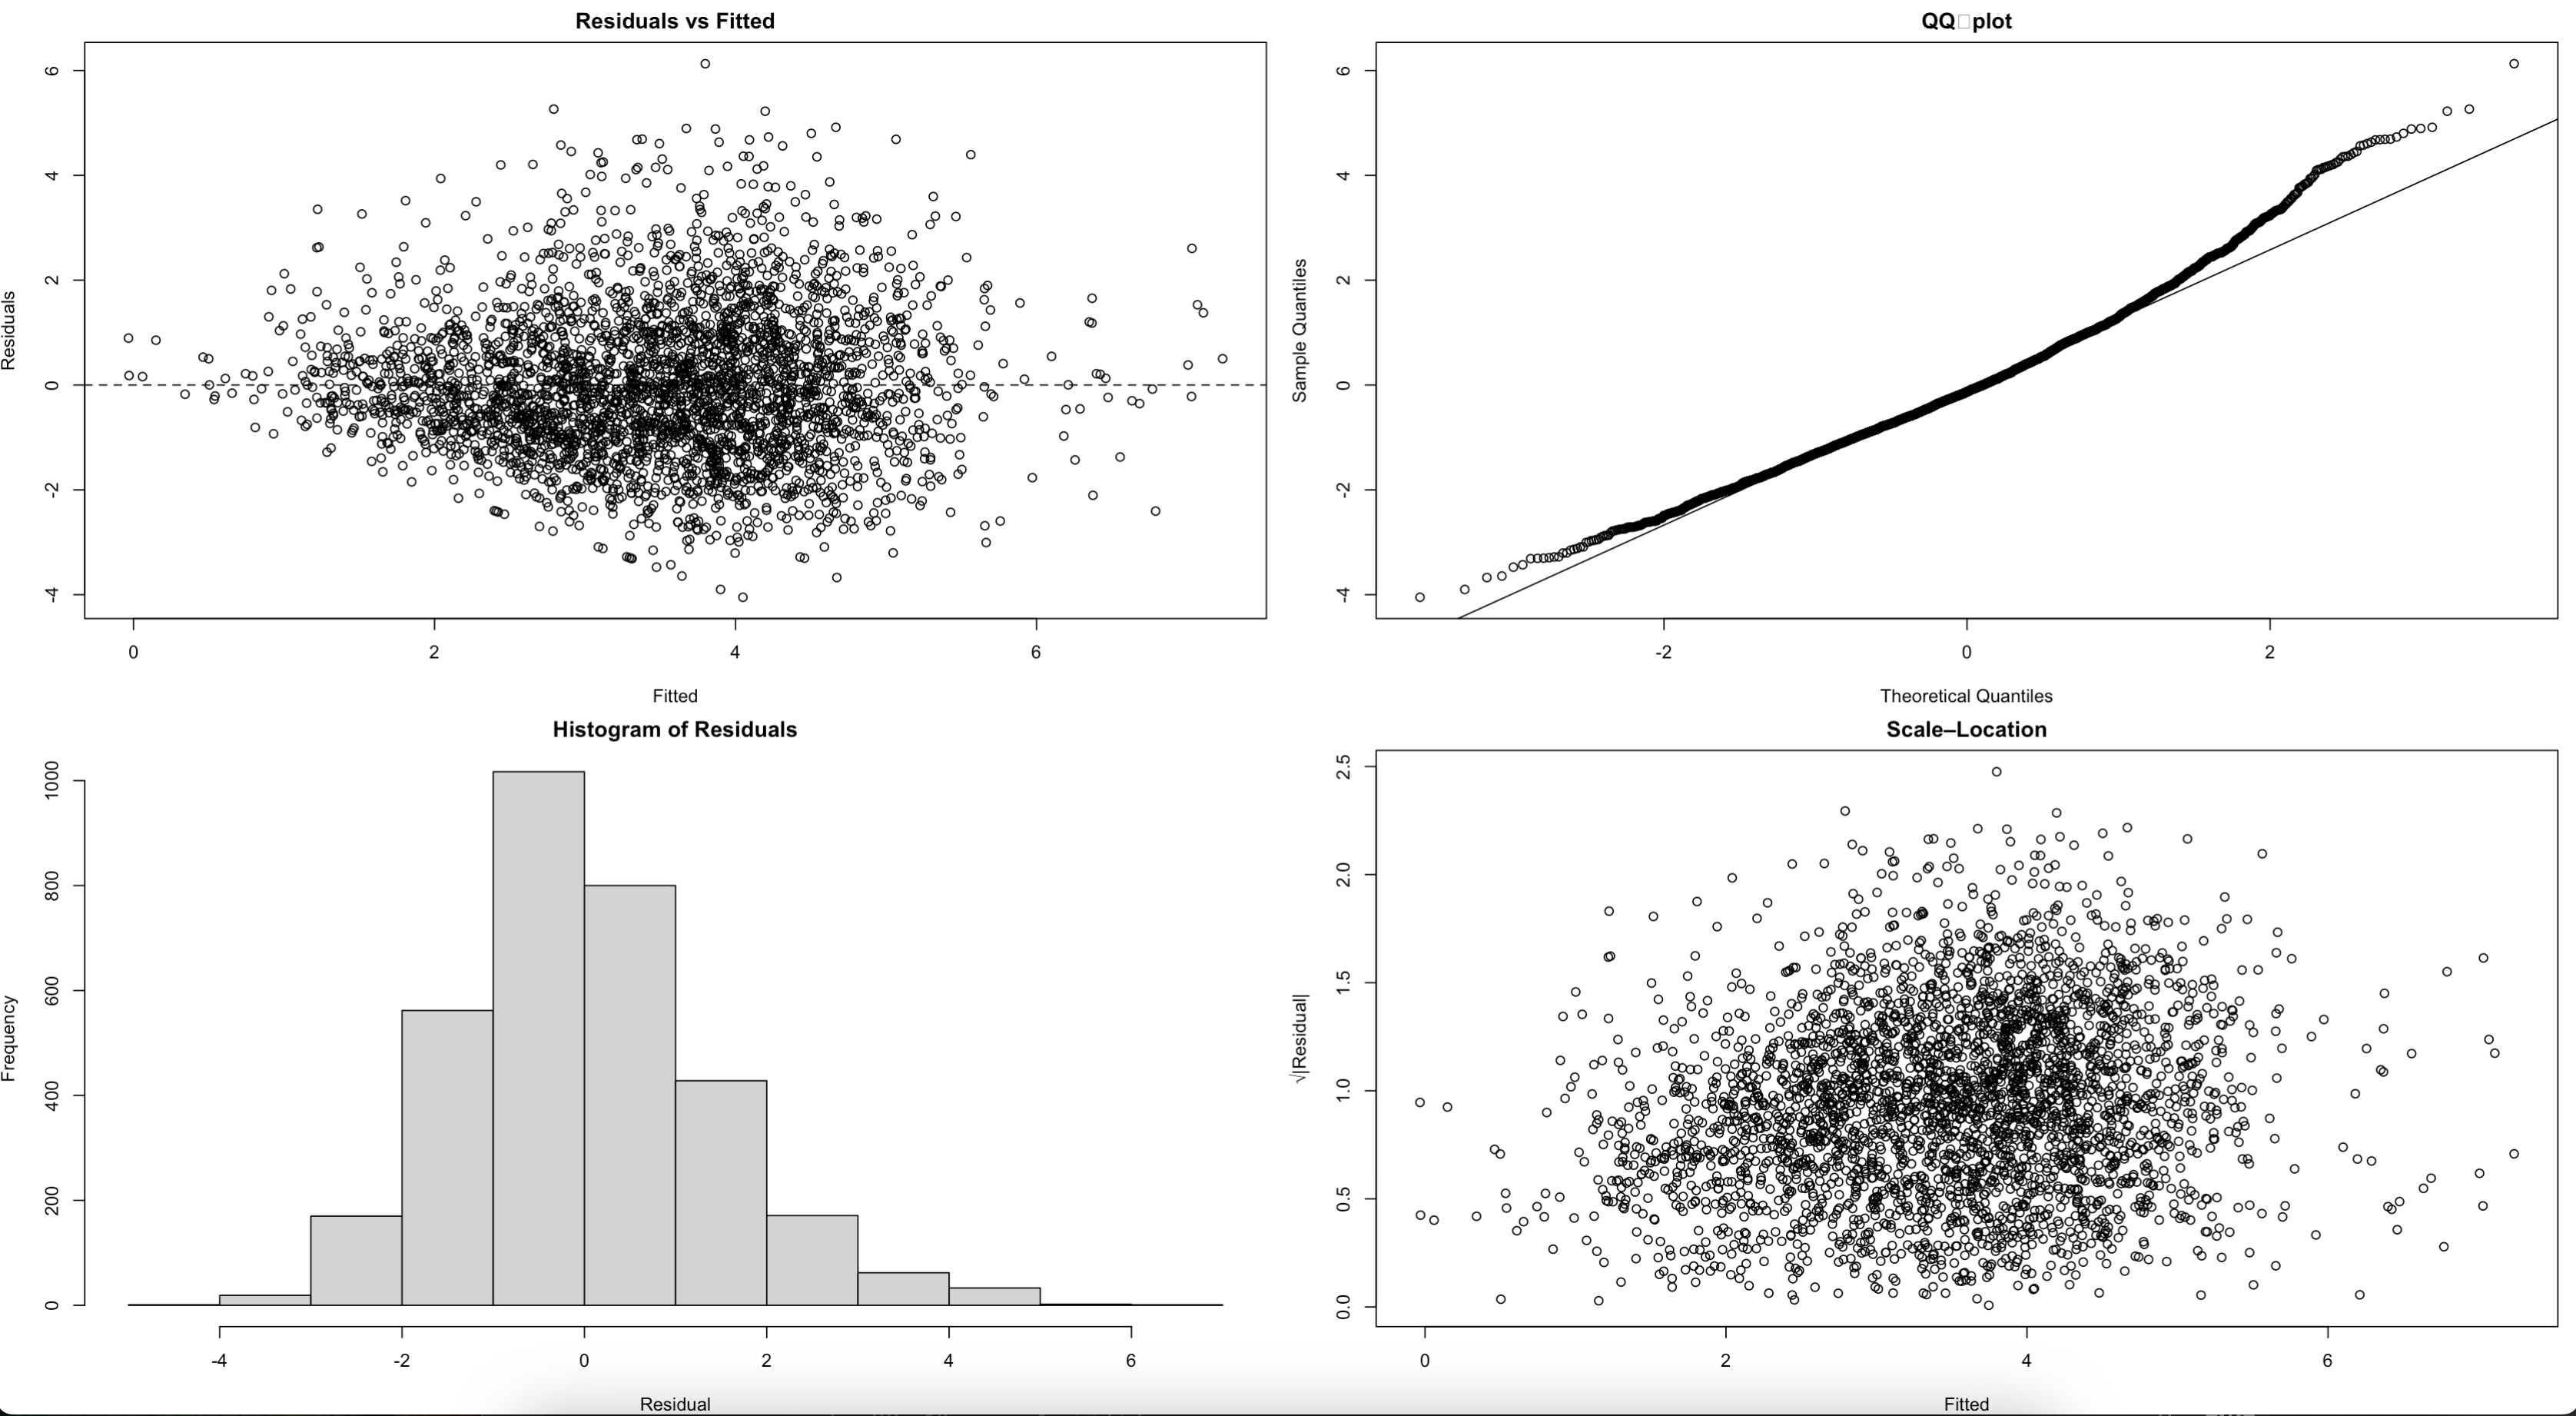 Residuals vs Fitted
Residuals
6
4
2
0
-2
-4
0 2 4 6
Fitted
QQ□plot
Sample Quantiles
6
4
2
0
-2
-4
-2 0 2
Theoretical Quantiles
Histogram of Residuals
Frequency
1000
800
600
400
200
0
-4 -2 0 2 4 6
Residual
Scale–Location
√|Residual|
2.5
2.0
1.5
1.0
0.5
0.0
0 2 4 6
Fitted